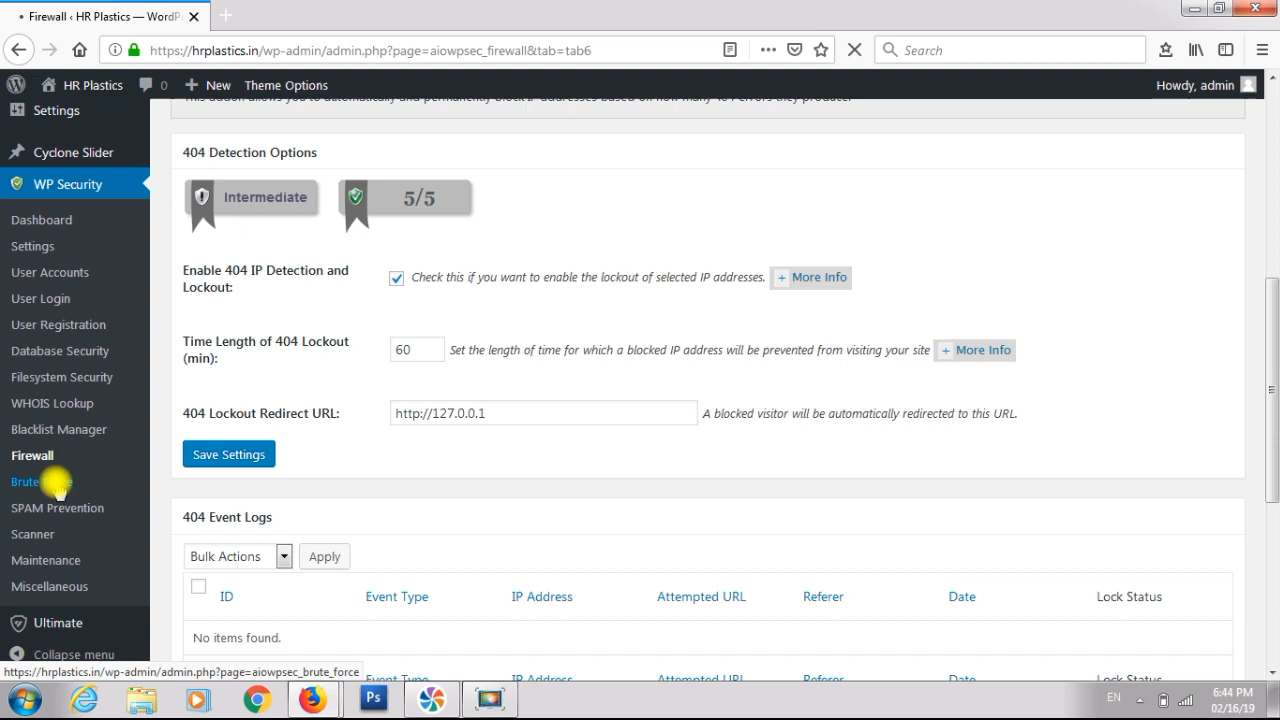 Firewall ‹ HR Plastics — WordPr
https://hrplastics.in/wp-admin/admin.php?page=aiowpsec_firewall&tab=tab6
Search
HR Plastics
0
New
Theme Options
Howdy, admin
Settings
Cyclone Slider
WP Security
Dashboard
Settings
User Accounts
User Login
User Registration
Database Security
Filesystem Security
WHOIS Lookup
Blacklist Manager
Firewall
Brute
SPAM Prevention
Scanner
Maintenance
Miscellaneous
Ultimate
Collapse menu
This addon allows you to automatically and permanently block IP addresses based on how many 404 errors they produce.
404 Detection Options
Intermediate
5/5
Enable 404 IP Detection and
Lockout:
Check this if you want to enable the lockout of selected IP addresses.
+ More Info
Time Length of 404 Lockout
(min):
60
Set the length of time for which a blocked IP address will be prevented from visiting your site
+ More Info
404 Lockout Redirect URL:
http://127.0.0.1
A blocked visitor will be automatically redirected to this URL.
Save Settings
404 Event Logs
Bulk Actions
Apply
ID Event Type IP Address Attempted URL Referer Date Lock Status
No items found.
Event Type IP Address Attempted URL Referer Date Lock Status
https://hrplastics.in/wp-admin/admin.php?page=aiowpsec_brute_force
Ps
EN
6:44 PM
02/16/19